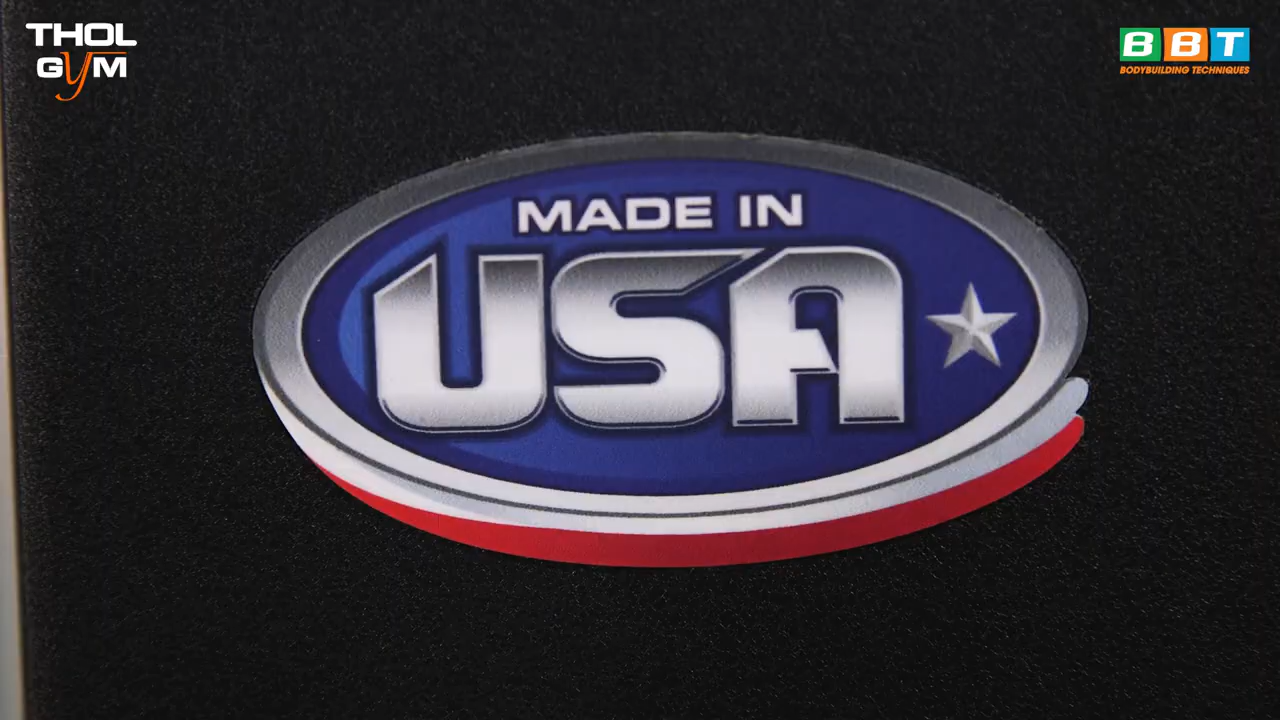 THOL
GYM
BBT
BODYBUILDING TECHNIQUES
MADE IN
USA